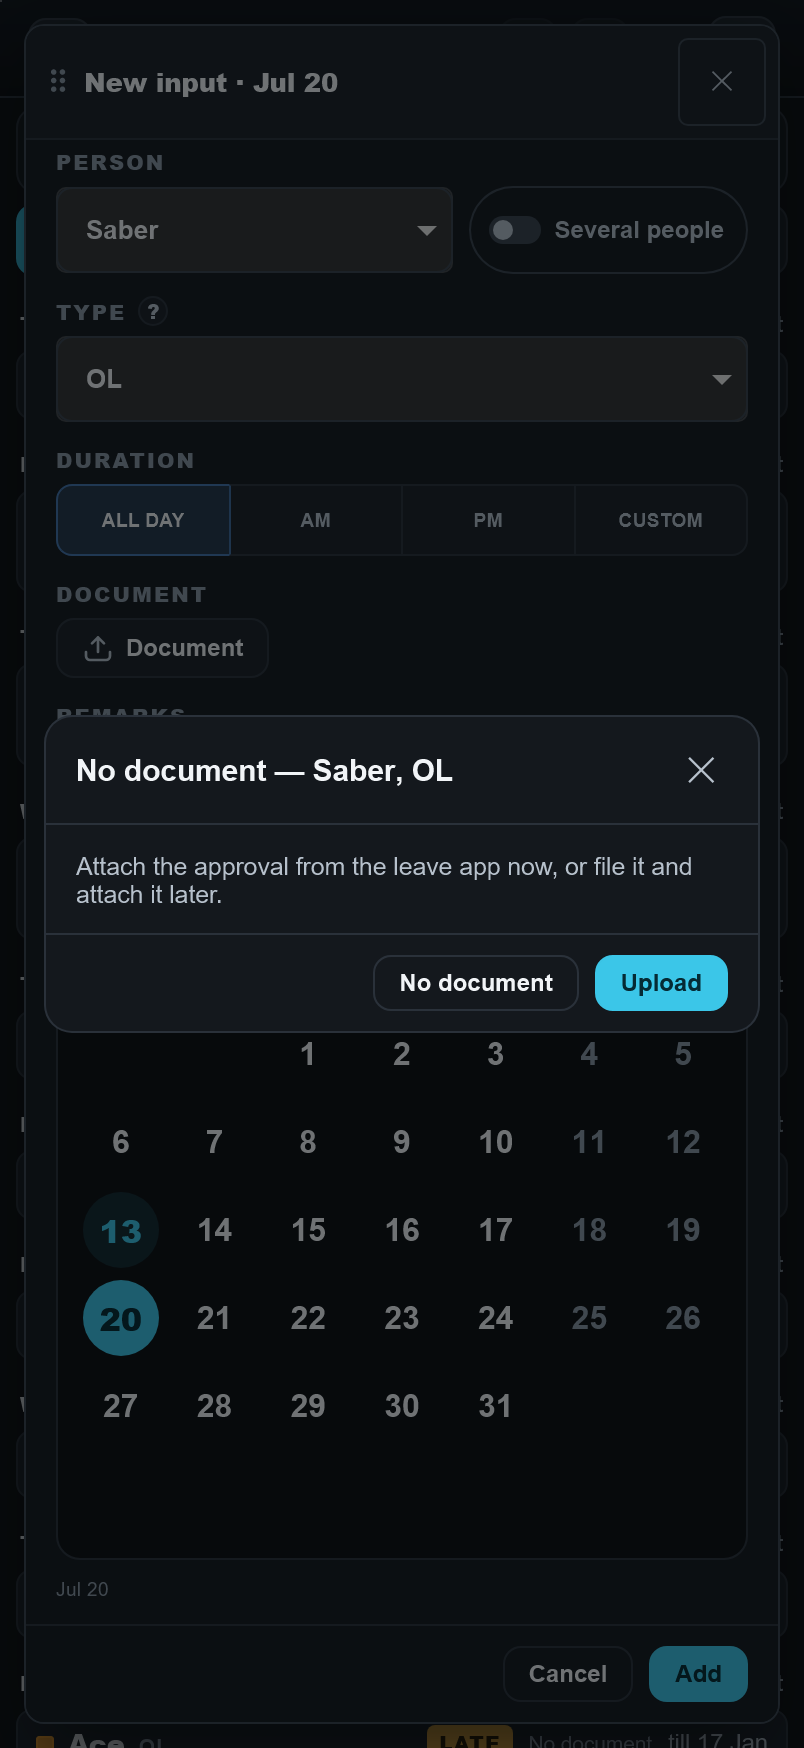 New input · Jul 20
PERSON
Saber
Several people
TYPE ?
OL
DURATION
ALL DAY AM PM CUSTOM
DOCUMENT
Document
REMARKS
No document — Saber, OL
Attach the approval from the leave app now, or file it and
attach it later.
No document Upload
1 2 3 4 5
6 7 8 9 10 11 12
13 14 15 16 17 18 19
20 21 22 23 24 25 26
27 28 29 30 31
Jul 20
Cancel Add
Ace OL LATE No document till 17 Jan